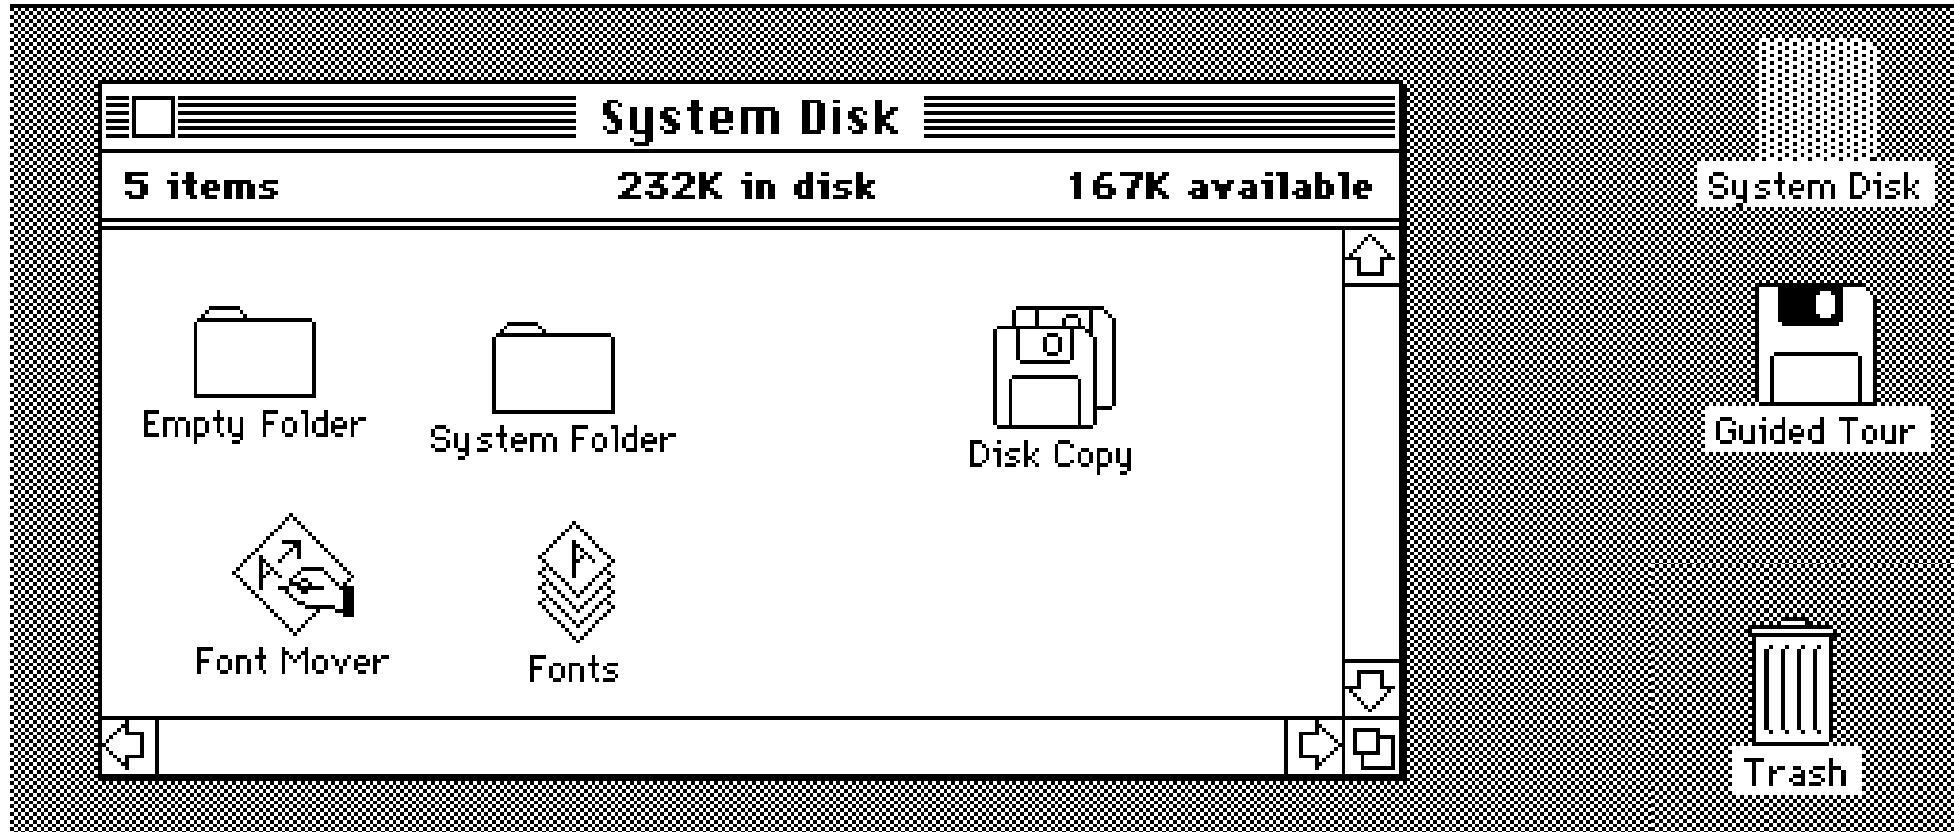 System Disk
5 items 232K in disk 167K available
Empty Folder
System Folder
Disk Copy
Font Mover
Fonts
System Disk
Guided Tour
Trash